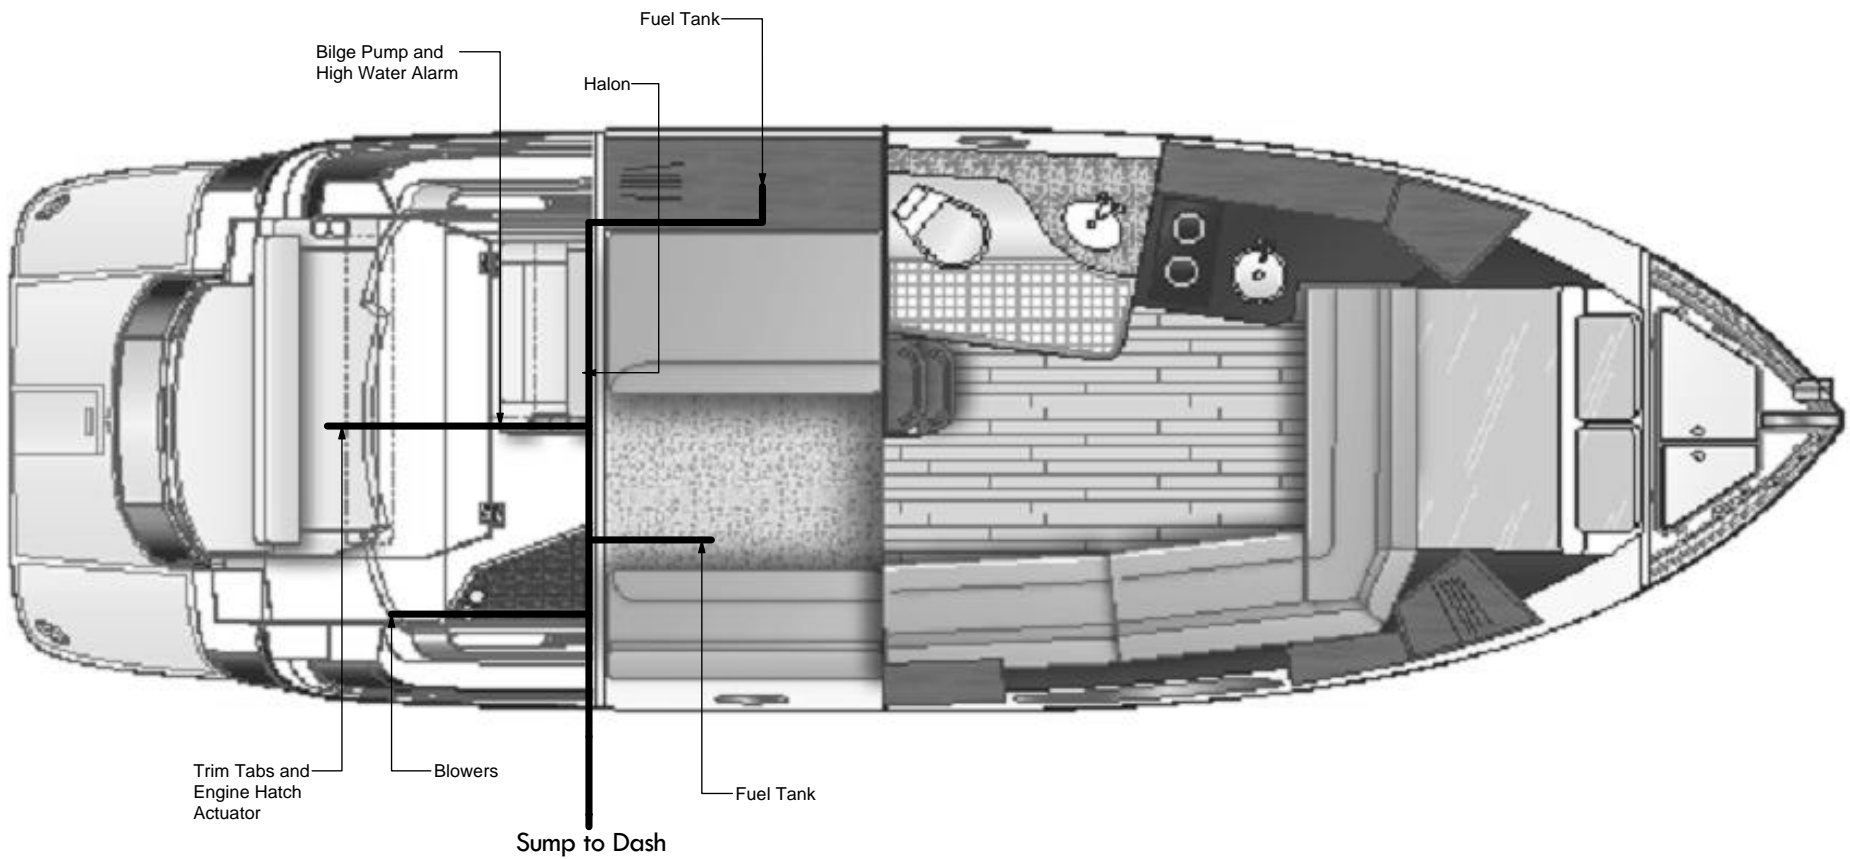 Fuel Tank
Bilge Pump and
High Water Alarm
Halon
Trim Tabs and
Engine Hatch
Actuator
Blowers
Fuel Tank
Sump to Dash